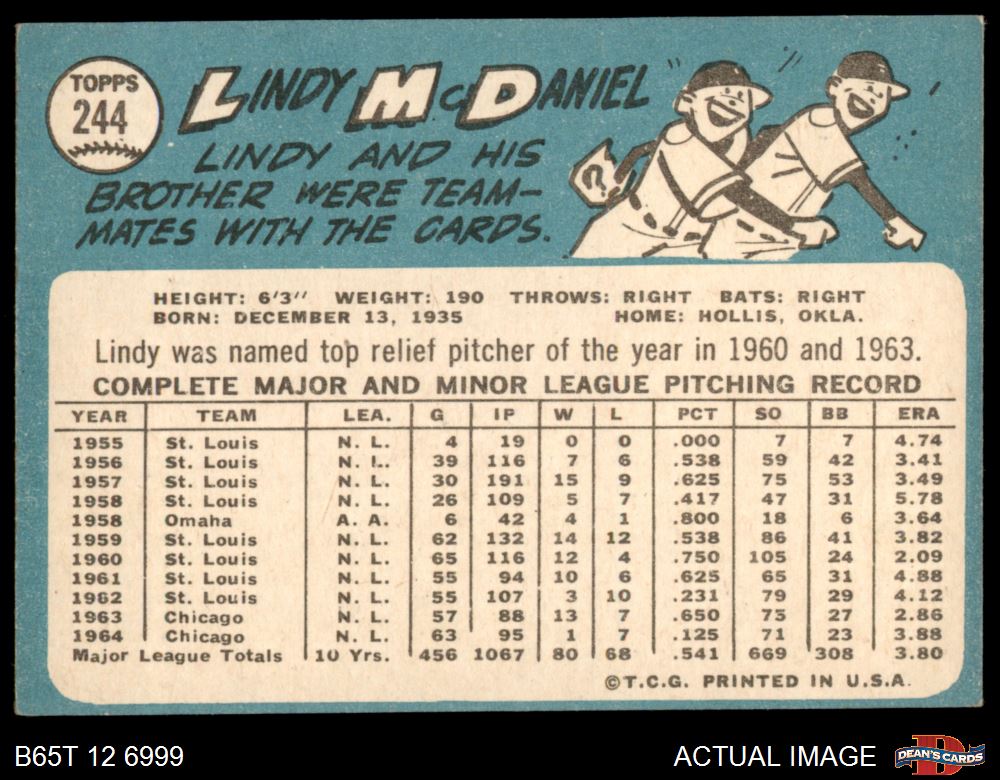 TOPPS
244
LINDY McDANIEL
LINDY AND HIS
BROTHER WERE TEAM-
MATES WITH THE CARDS.
?
HEIGHT: 6'3" WEIGHT: 190 THROWS: RIGHT BATS: RIGHT
BORN: DECEMBER 13, 1935 HOME: HOLLIS, OKLA.
Lindy was named top relief pitcher of the year in 1960 and 1963.
COMPLETE MAJOR AND MINOR LEAGUE PITCHING RECORD
YEAR TEAM LEA. G IP W L PCT SO BB ERA
1955 St. Louis N. L. 4 19 0 0 .000 7 7 4.74
1956 St. Louis N. L. 39 116 7 6 .538 59 42 3.41
1957 St. Louis N. L. 30 191 15 9 .625 75 53 3.49
1958 St. Louis N. L. 26 109 5 7 .417 47 31 5.78
1958 Omaha A. A. 6 42 4 1 .800 18 6 3.64
1959 St. Louis N. L. 62 132 14 12 .538 86 41 3.82
1960 St. Louis N. L. 65 116 12 4 .750 105 24 2.09
1961 St. Louis N. L. 55 94 10 6 .625 65 31 4.88
1962 St. Louis N. L. 55 107 3 10 .231 79 29 4.12
1963 Chicago N. L. 57 88 13 7 .650 75 27 2.86
1964 Chicago N. L. 63 95 1 7 .125 71 23 3.88
Major League Totals 10 Yrs. 456 1067 80 68 .541 669 308 3.80
©T.C.G. PRINTED IN U.S.A.
B65T 12 6999 ACTUAL IMAGE DEAN'S CARDS